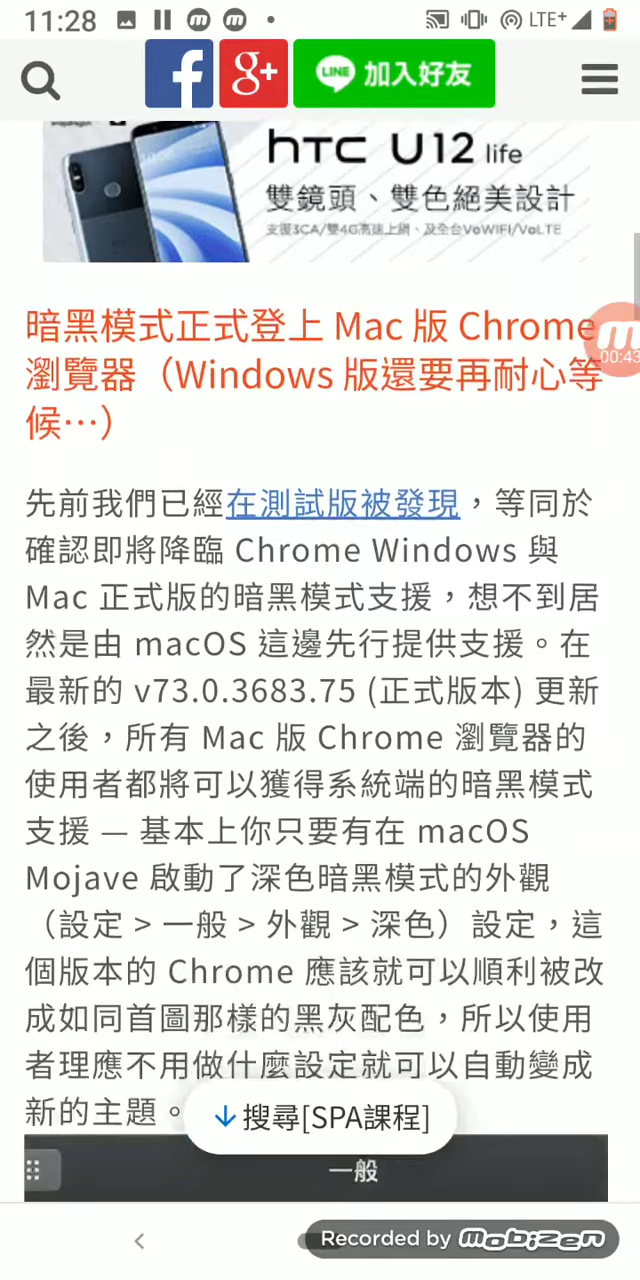 11:28
LTE+
f
g+
LINE 加入好友
hTC U12 life
雙鏡頭、雙色絕美設計
支援3CA/雙4G高速上網、及全台VoWIFI/VoLTE
暗黑模式正式登上 Mac 版 Chrome
瀏覽器（Windows 版還要再耐心等
候⋯）
00:43
先前我們已經在測試版被發現，等同於
確認即將降臨 Chrome Windows 與
Mac 正式版的暗黑模式支援，想不到居
然是由 macOS 這邊先行提供支援。在
最新的 v73.0.3683.75 (正式版本) 更新
之後，所有 Mac 版 Chrome 瀏覽器的
使用者都將可以獲得系統端的暗黑模式
支援 — 基本上你只要有在 macOS
Mojave 啟動了深色暗黑模式的外觀
（設定 > 一般 > 外觀 > 深色）設定，這
個版本的 Chrome 應該就可以順利被改
成如同首圖那樣的黑灰配色，所以使用
者理應不用做什麼設定就可以自動變成
新的主題。
搜尋[SPA課程]
一般
Recorded by mobizen